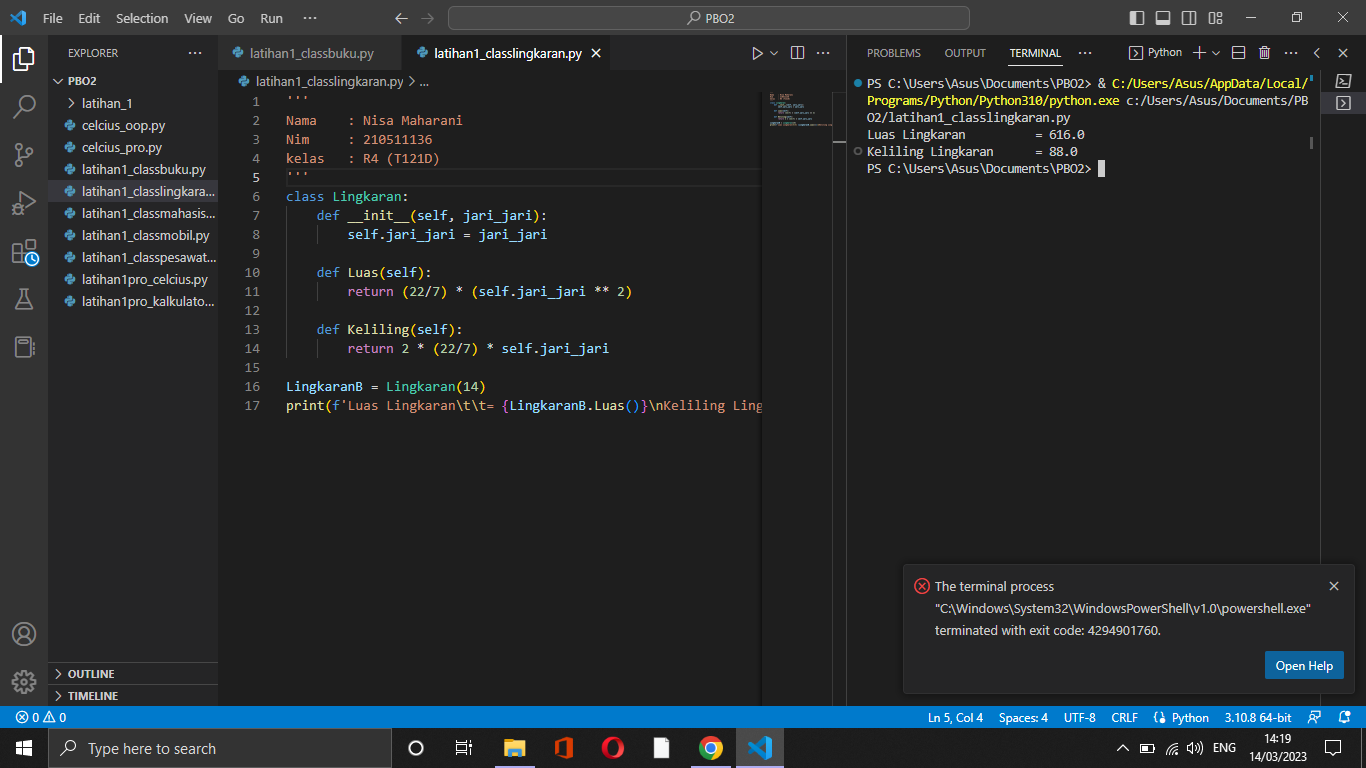 File Edit Selection View Go Run ···
PBO2
EXPLORER ···
PBO2
latihan_1
celcius_oop.py
celcius_pro.py
latihan1_classbuku.py
latihan1_classlingkara...
latihan1_classmahasis...
latihan1_classmobil.py
latihan1_classpesawat...
latihan1pro_celcius.py
latihan1pro_kalkulato...
OUTLINE
TIMELINE
latihan1_classbuku.py
latihan1_classlingkaran.py
latihan1_classlingkaran.py > ...
1 '''
2 Nama    : Nisa Maharani
3 Nim     : 210511136
4 kelas   : R4 (T121D)
5 '''
6 class Lingkaran:
7     def __init__(self, jari_jari):
8         self.jari_jari = jari_jari
9
10     def Luas(self):
11         return (22/7) * (self.jari_jari ** 2)
12
13     def Keliling(self):
14         return 2 * (22/7) * self.jari_jari
15
16 LingkaranB = Lingkaran(14)
17 print(f'Luas Lingkaran\t\t= {LingkaranB.Luas()}\nKeliling Ling
PROBLEMS OUTPUT TERMINAL ··· Python
PS C:\Users\Asus\Documents\PBO2> & C:/Users/Asus/AppData/Local/
Programs/Python/Python310/python.exe c:/Users/Asus/Documents/PB
O2/latihan1_classlingkaran.py
Luas Lingkaran         = 616.0
Keliling Lingkaran     = 88.0
PS C:\Users\Asus\Documents\PBO2>
The terminal process
"C:\Windows\System32\WindowsPowerShell\v1.0\powershell.exe"
terminated with exit code: 4294901760.
Open Help
0 0
Ln 5, Col 4 Spaces: 4 UTF-8 CRLF Python 3.10.8 64-bit
Type here to search
ENG
14:19
14/03/2023